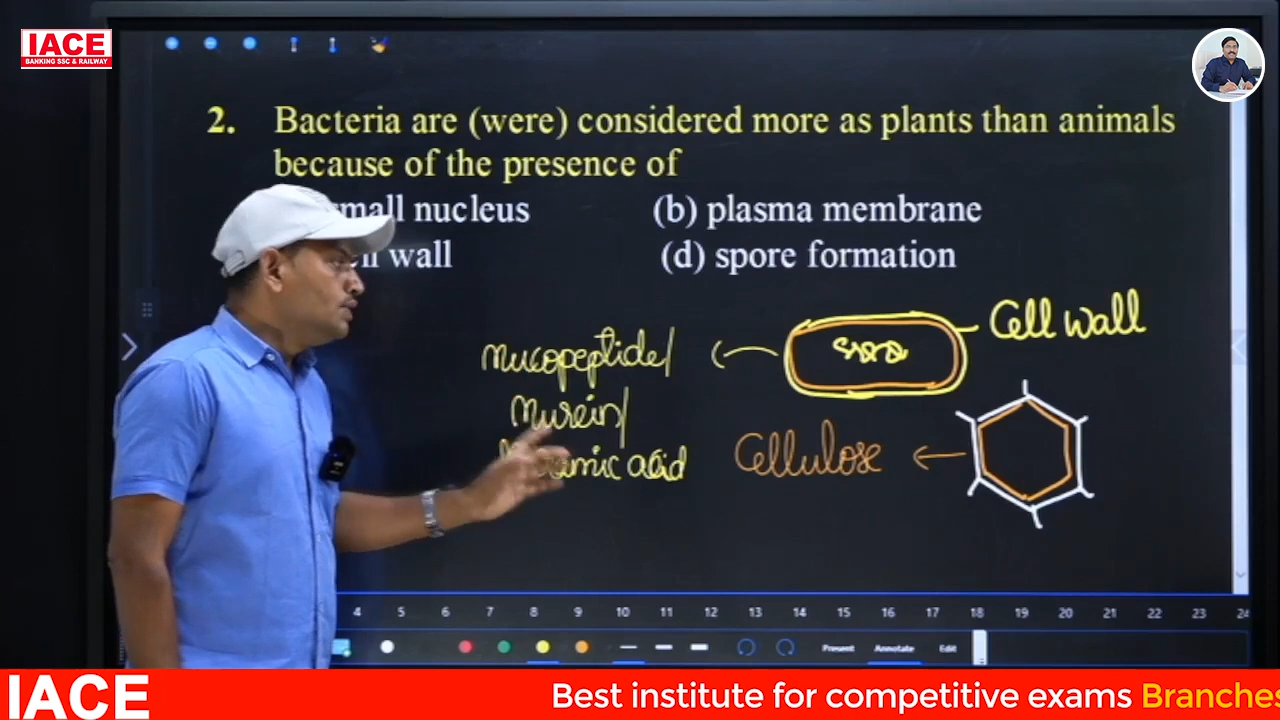 IACE
BANKING SSC & RAILWAY
2. Bacteria are (were) considered more as plants than animals
because of the presence of
small nucleus (b) plasma membrane
wall (d) spore formation
Cell wall
Mucopeptide/
Murein/
acid
Cellulose
4 5 6 7 8 9 10 11 12 13 14 15 16 17 18 19 20 21 22 23 24
Present Annotate Edit
IACE Best institute for competitive exams Branches